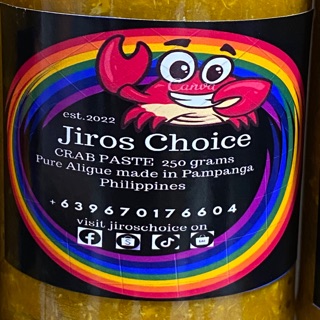 Canva
est.2022
Jiros Choice
CRAB PASTE 250 grams
Pure Aligue made in Pampanga
Philippines
+639670176604
visit jiroschoice on